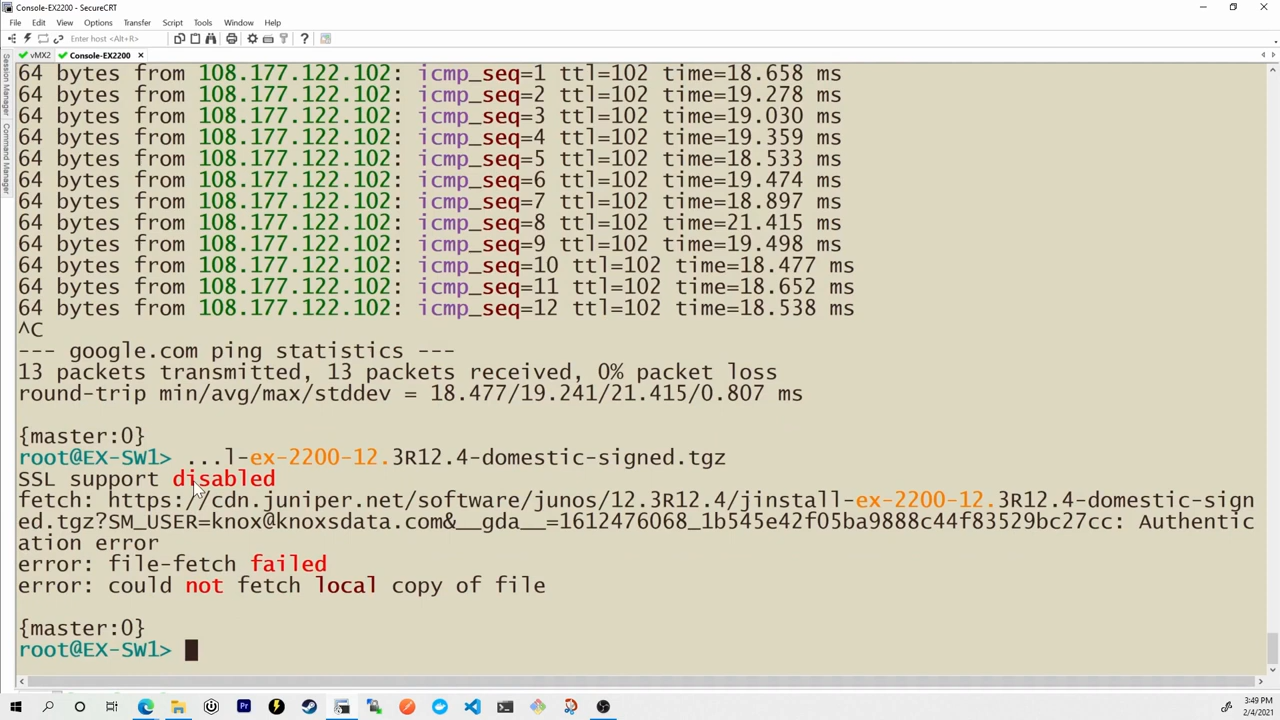 Console-EX2200 - SecureCRT
File Edit View Options Transfer Script Tools Window Help
Enter host <Alt+R>
vMX2 Console-EX2200
Session Manager
Command Manager
64 bytes from 108.177.122.102: icmp_seq=1 ttl=102 time=18.658 ms
64 bytes from 108.177.122.102: icmp_seq=2 ttl=102 time=19.278 ms
64 bytes from 108.177.122.102: icmp_seq=3 ttl=102 time=19.030 ms
64 bytes from 108.177.122.102: icmp_seq=4 ttl=102 time=19.359 ms
64 bytes from 108.177.122.102: icmp_seq=5 ttl=102 time=18.533 ms
64 bytes from 108.177.122.102: icmp_seq=6 ttl=102 time=19.474 ms
64 bytes from 108.177.122.102: icmp_seq=7 ttl=102 time=18.897 ms
64 bytes from 108.177.122.102: icmp_seq=8 ttl=102 time=21.415 ms
64 bytes from 108.177.122.102: icmp_seq=9 ttl=102 time=19.498 ms
64 bytes from 108.177.122.102: icmp_seq=10 ttl=102 time=18.477 ms
64 bytes from 108.177.122.102: icmp_seq=11 ttl=102 time=18.652 ms
64 bytes from 108.177.122.102: icmp_seq=12 ttl=102 time=18.538 ms
^C
--- google.com ping statistics ---
13 packets transmitted, 13 packets received, 0% packet loss
round-trip min/avg/max/stddev = 18.477/19.241/21.415/0.807 ms
{master:0}
root@EX-SW1> ...l-ex-2200-12.3R12.4-domestic-signed.tgz
SSL support disabled
fetch: https://cdn.juniper.net/software/junos/12.3R12.4/jinstall-ex-2200-12.3R12.4-domestic-sign
ed.tgz?SM_USER=knox@knoxsdata.com&__gda__=1612476068_1b545e42f05ba9888c44f83529bc27cc: Authentic
ation error
error: file-fetch failed
error: could not fetch local copy of file
{master:0}
root@EX-SW1>
3:49 PM
2/4/2021